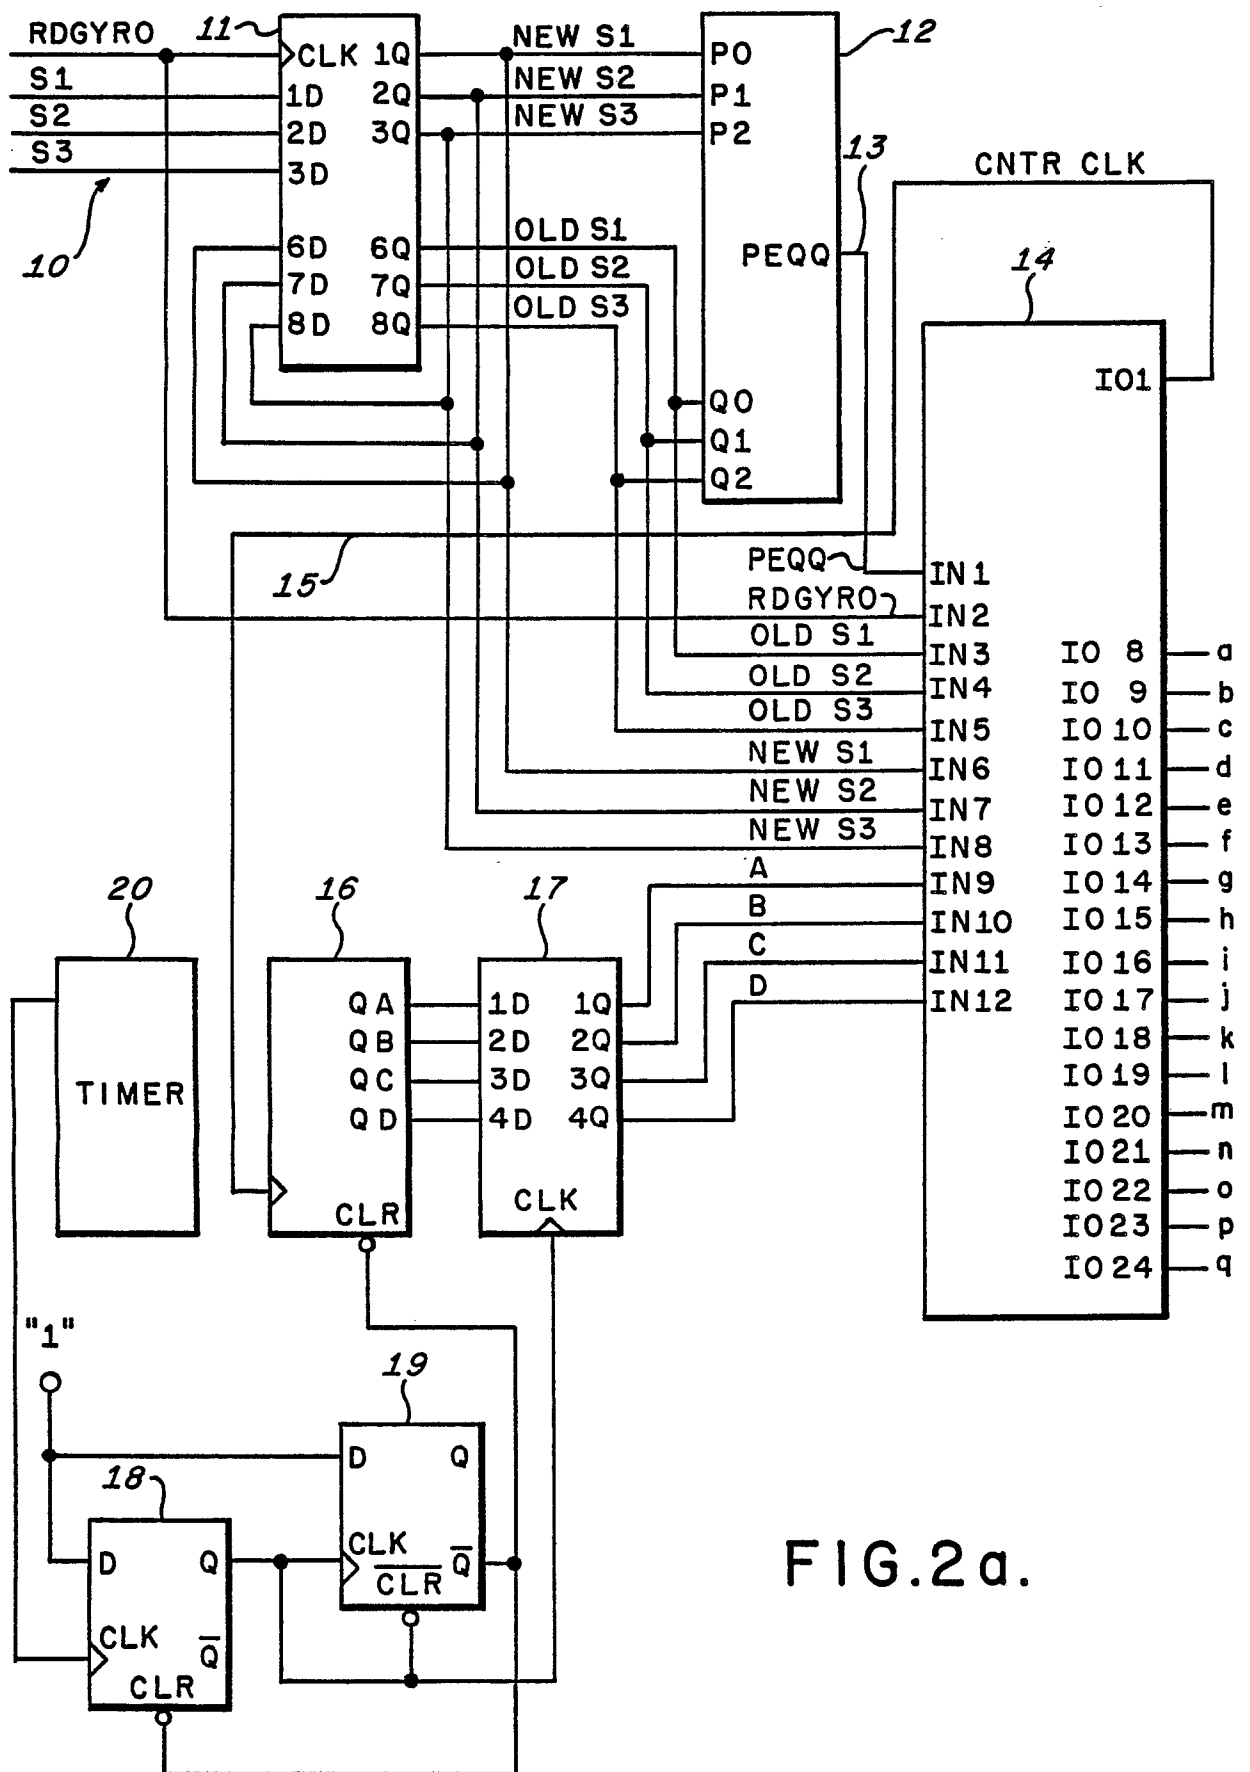 RDGYRO
S1
S2
S3
10
11
CLK 1Q
1D 2Q
2D 3Q
3D
6D 6Q
7D 7Q
8D 8Q
NEW S1
NEW S2
NEW S3
OLD S1
OLD S2
OLD S3
12
P0
P1
P2
PEQQ
Q0
Q1
Q2
13
CNTR CLK
14
IO1
15
PEQQ
RDGYRO
OLD S1
OLD S2
OLD S3
NEW S1
NEW S2
NEW S3
A
B
C
D
IN1
IN2
IN3
IN4
IN5
IN6
IN7
IN8
IN9
IN10
IN11
IN12
IO 8 a
IO 9 b
IO 10 c
IO 11 d
IO 12 e
IO 13 f
IO 14 g
IO 15 h
IO 16 i
IO 17 j
IO 18 k
IO 19 l
IO 20 m
IO 21 n
IO 22 o
IO 23 p
IO 24 q
20
TIMER
16
QA
QB
QC
QD
CLR
17
1D 1Q
2D 2Q
3D 3Q
4D 4Q
CLK
"1"
19
D Q
CLK
CLR Q
18
D Q
CLK Q
CLR
FIG.2a.